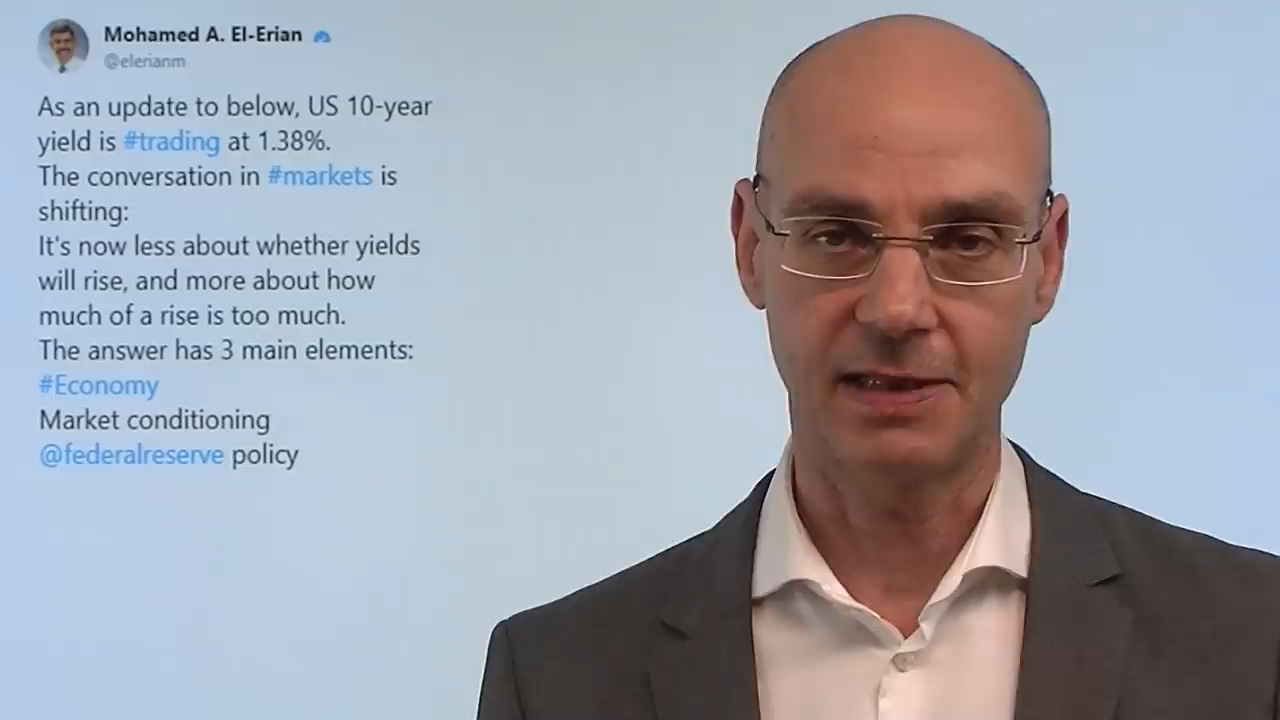 Mohamed A. El-Erian
@elerianm
As an update to below, US 10-year
yield is #trading at 1.38%.
The conversation in #markets is
shifting:
It's now less about whether yields
will rise, and more about how
much of a rise is too much.
The answer has 3 main elements:
#Economy
Market conditioning
@federalreserve policy